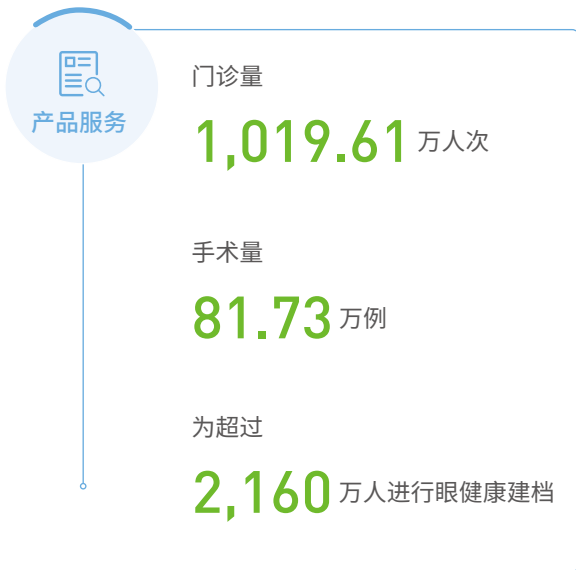 产品服务
门诊量
1,019.61 万人次
手术量
81.73 万例
为超过
2,160 万人进行眼健康建档